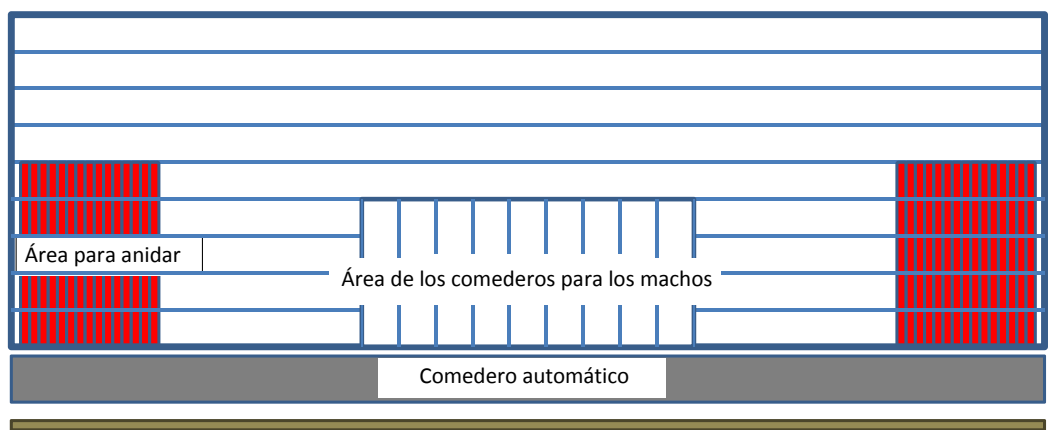 Área para anidar
Área de los comederos para los machos
Comedero automático